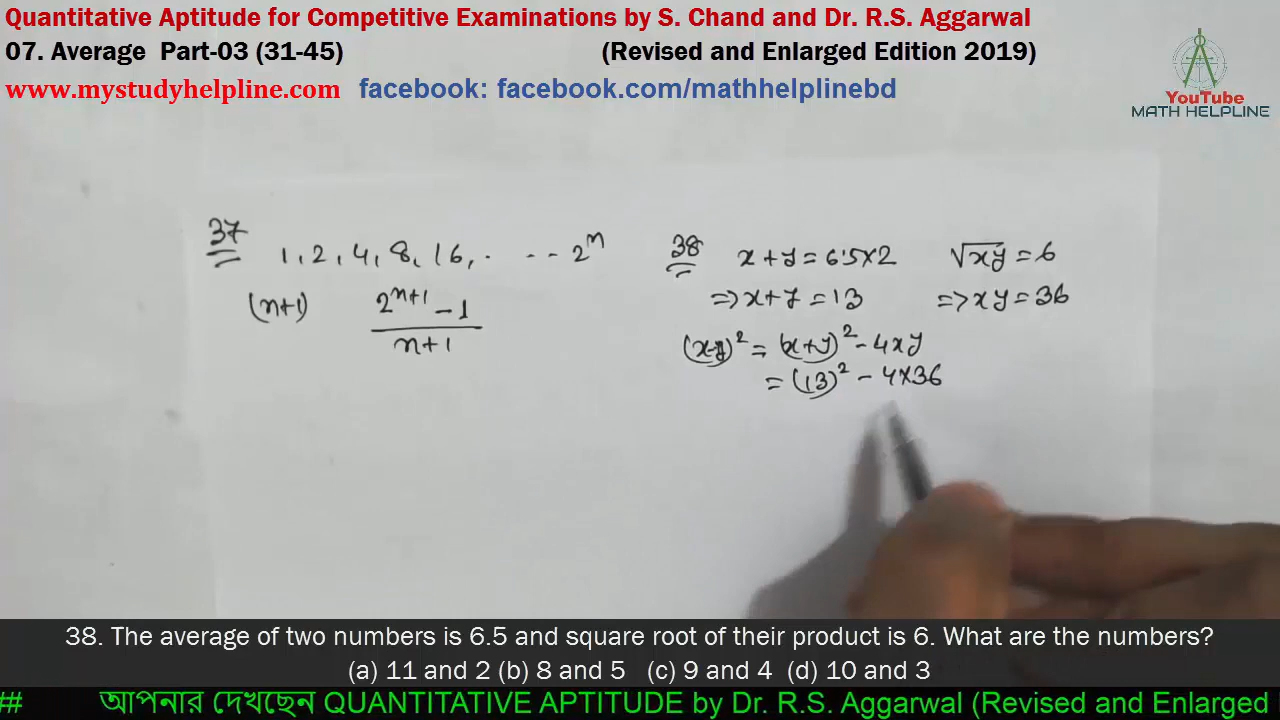 Quantitative Aptitude for Competitive Examinations by S. Chand and Dr. R.S. Aggarwal
07. Average Part-03 (31-45) (Revised and Enlarged Edition 2019)
www.mystudyhelpline.com facebook: facebook.com/mathhelplinebd
YouTube
MATH HELPLINE
37
1, 2, 4, 8, 16, . . . . 2^n
(n+1) 2^{n+1} - 1
n+1
38 x+y = 6.5×2 √xy = 6
⇒ x+y = 13 ⇒ xy = 36
(x-y)² = (x+y)² - 4xy
= (13)² - 4×36
38. The average of two numbers is 6.5 and square root of their product is 6. What are the numbers?
(a) 11 and 2 (b) 8 and 5 (c) 9 and 4 (d) 10 and 3
## আপনার দেখছেন QUANTITATIVE APTITUDE by Dr. R.S. Aggarwal (Revised and Enlarged